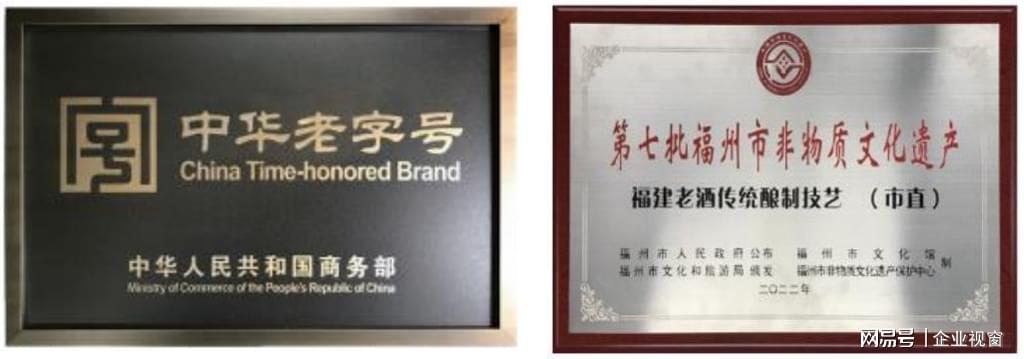 中华老字号
China Time-honored Brand
中华人民共和国商务部
Ministry of Commerce of the People's Republic of China
第七批福州市非物质文化遗产
福建老酒传统酿制技艺 （市直）
福州市人民政府公布 福州市文化馆
福州市文化和旅游局颁发 福州市非物质文化遗产保护中心 制
二〇二二年
网易号 | 企业视窗